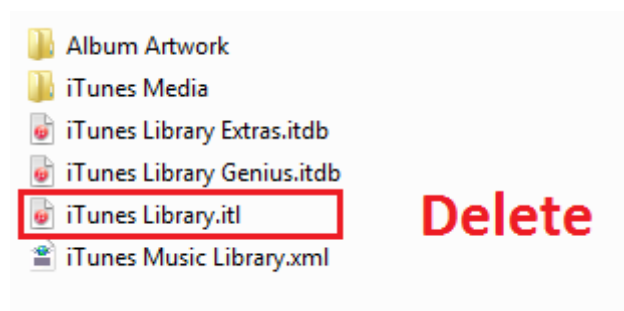 Album Artwork
iTunes Media
iTunes Library Extras.itdb
iTunes Library Genius.itdb
iTunes Library.itl
Delete
iTunes Music Library.xml